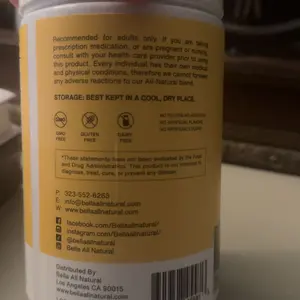 Recommended for adults only. If you are taking
prescription medication, or are pregnant or nursing,
consult with your health care provider prior to using
this product. Every individual has their own medical
and physical conditions, therefore we cannot foresee
any adverse reactions to our All-Natural blend.
STORAGE: BEST KEPT IN A COOL, DRY PLACE.
GMO
FREE
GLUTEN
FREE
DAIRY
FREE
*These statements have not been evaluated by the Food
and Drug Administration. This product is not intended to
diagnose, treat, cure, or prevent any disease.
P: 323-552-6263
E: info@bellaallnatural.com
W: www.bellaallnatural.com
facebook.com/bellaallnatural/
instagram.com/bellaallnatural/
@bellaallnatural
Bella All Natural
Distributed By
Bella All Natural
Los Angeles CA 90015
www.bellaallnatural.com